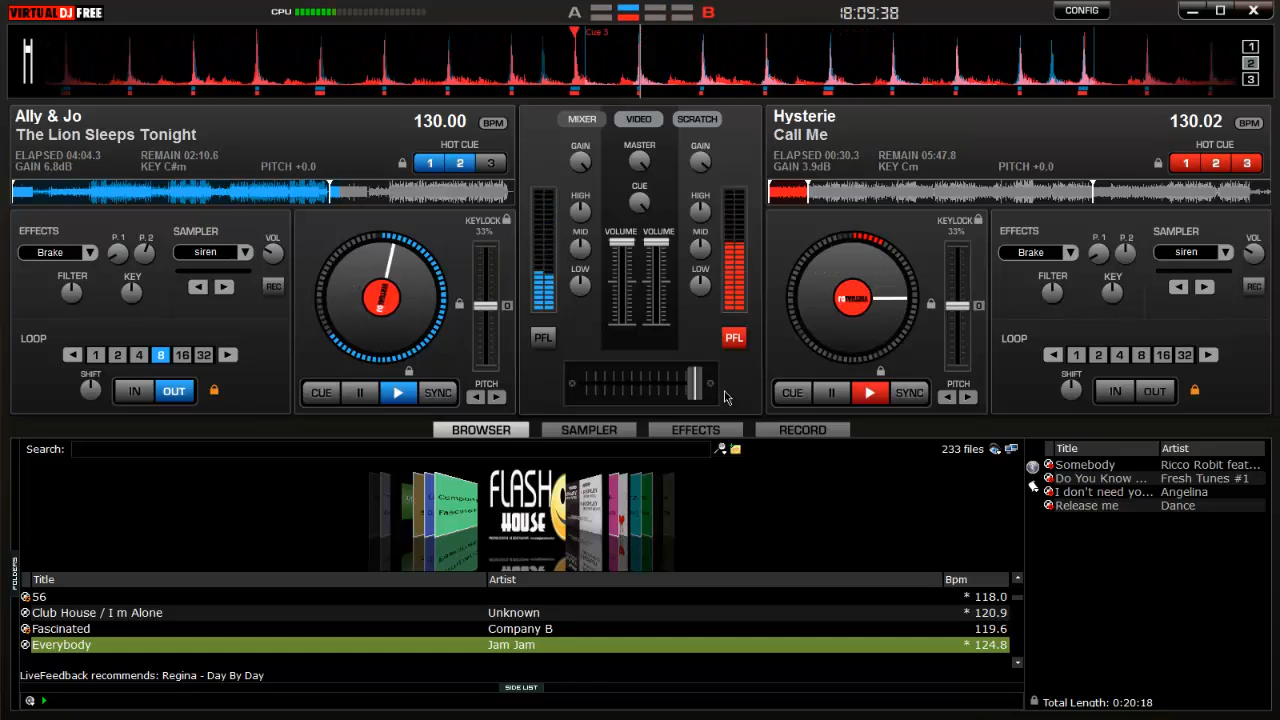 VIRTUAL DJ FREE
CPU
A
B
18:09:38
CONFIG
Cue 3
1
2
3
Ally & Jo
The Lion Sleeps Tonight
130.00 BPM
ELAPSED 04:04.3 REMAIN 02:10.6
GAIN 6.8dB KEY C#m PITCH +0.0
HOT CUE
1 2 3
MIXER VIDEO SCRATCH
GAIN MASTER GAIN
CUE
HIGH HIGH
VOLUME VOLUME
MID MID
LOW LOW
PFL PFL
Hysterie
Call Me
130.02 BPM
ELAPSED 00:30.3 REMAIN 05:47.8
GAIN 3.9dB KEY Cm PITCH +0.0
HOT CUE
1 2 3
EFFECTS P.1 P.2 SAMPLER VOL
Brake siren
FILTER KEY REC
LOOP
1 2 4 8 16 32
SHIFT
IN OUT
KEYLOCK
33%
0
CUE SYNC
PITCH
KEYLOCK
33%
0
CUE SYNC
PITCH
EFFECTS P.1 P.2 SAMPLER VOL
Brake siren
FILTER KEY REC
LOOP
1 2 4 8 16 32
SHIFT
IN OUT
BROWSER SAMPLER EFFECTS RECORD
Search:
233 files
FLASH
HOUSE
Company
Fascinat
FOLDERS
Title Artist Bpm
56 * 118.0
Club House / I m Alone Unknown * 120.9
Fascinated Company B 119.6
Everybody Jam Jam * 124.8
LiveFeedback recommends: Regina - Day By Day
SIDE LIST
Title Artist
Somebody Ricco Robit feat...
Do You Know ... Fresh Tunes #1
I don't need yo... Angelina
Release me Dance
Total Length: 0:20:18